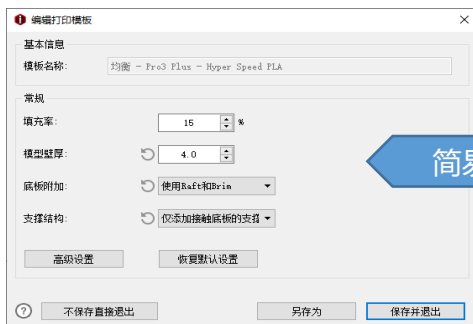 编辑打印模板
基本信息
模板名称: 均衡 - Pro3 Plus - Hyper Speed PLA
常规
填充率: 15 %
模型壁厚: 4.0
底板附加: 使用Raft和Brim
支撑结构: 仅添加接触底板的支撑
高级设置 恢复默认设置
? 不保存直接退出 另存为 保存并退出
简易